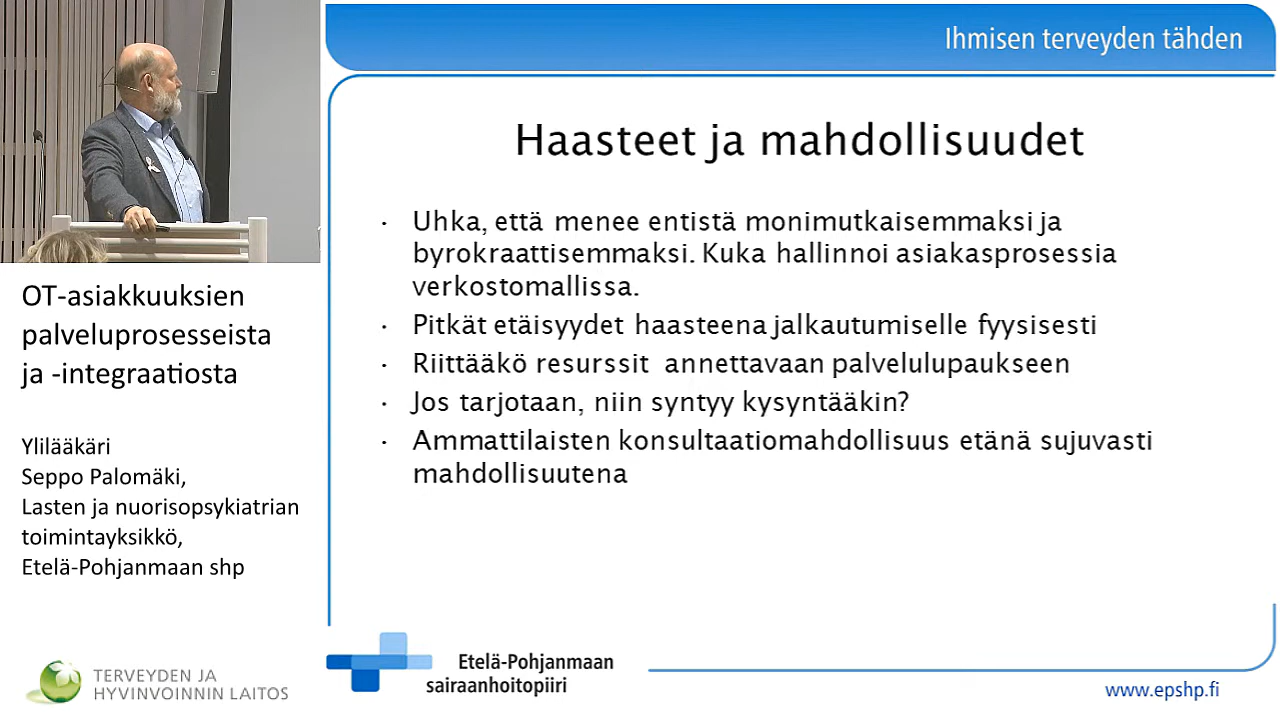 Ihmisen terveyden tähden
Haasteet ja mahdollisuudet
· Uhka, että menee entistä monimutkaisemmaksi ja
byrokraattisemmaksi. Kuka hallinnoi asiakasprosessia
verkostomallissa.
· Pitkät etäisyydet haasteena jalkautumiselle fyysisesti
· Riittääkö resurssit annettavaan palvelulupaukseen
· Jos tarjotaan, niin syntyy kysyntääkin?
· Ammattilaisten konsultaatiomahdollisuus etänä sujuvasti
mahdollisuutena
OT-asiakkuuksien
palveluprosesseista
ja -integraatiosta
Ylilääkäri
Seppo Palomäki,
Lasten ja nuorisopsykiatrian
toimintayksikkö,
Etelä-Pohjanmaan shp
TERVEYDEN JA
HYVINVOINNIN LAITOS
Etelä-Pohjanmaan
sairaanhoitopiiri
www.epshp.fi